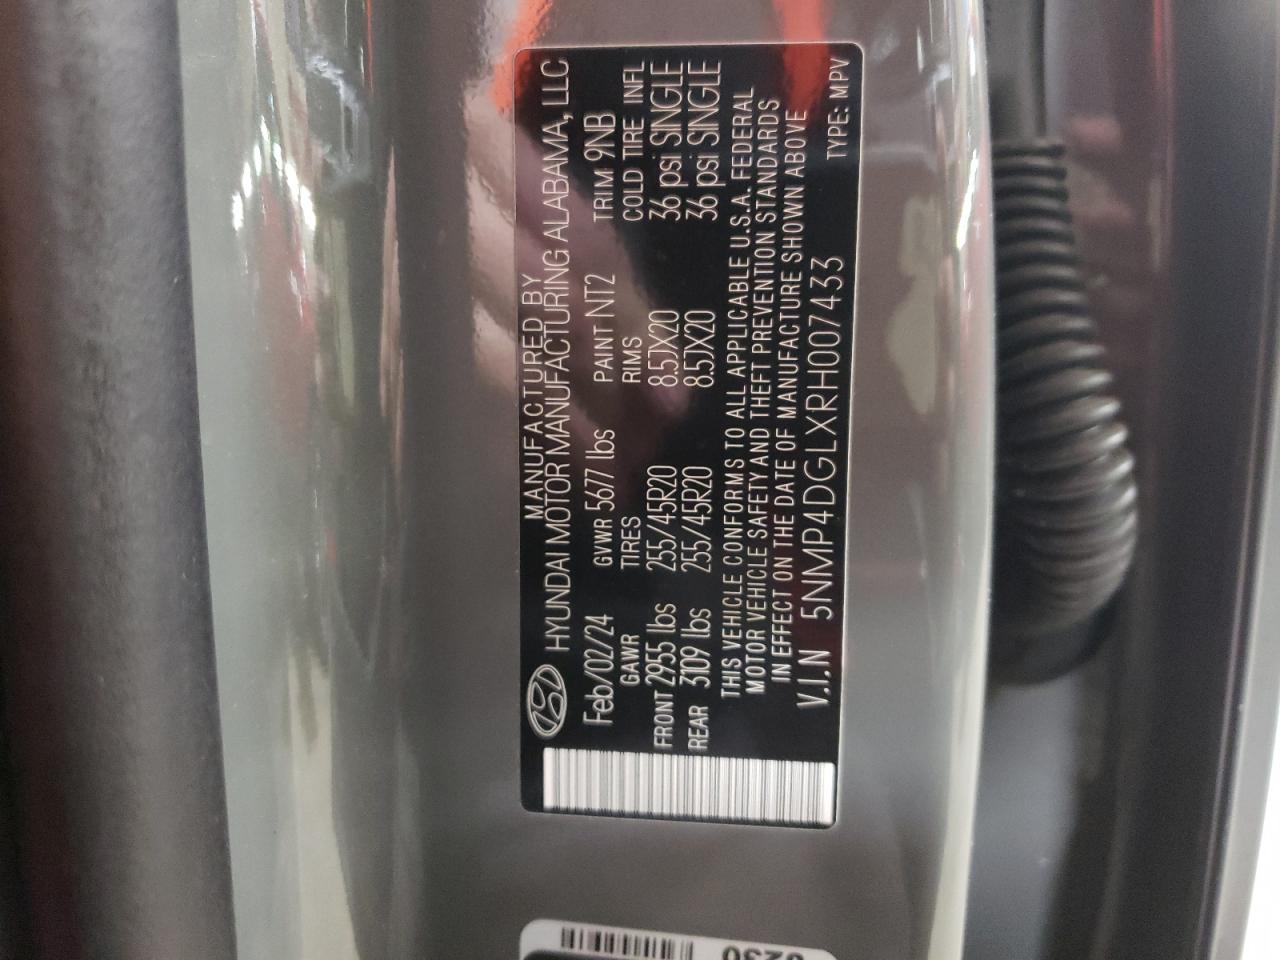 MANUFACTURED BY
HYUNDAI MOTOR MANUFACTURING ALABAMA, LLC
Feb/02/24 GVWR 5677 lbs PAINT NT2 TRIM 9NB
GAWR TIRES RIMS COLD TIRE INFL
FRONT 2955 lbs 255/45R20 8.5JX20 36 psi SINGLE
REAR 3109 lbs 255/45R20 8.5JX20 36 psi SINGLE
THIS VEHICLE CONFORMS TO ALL APPLICABLE U.S.A. FEDERAL
MOTOR VEHICLE SAFETY AND THEFT PREVENTION STANDARDS
IN EFFECT ON THE DATE OF MANUFACTURE SHOWN ABOVE
V.I.N 5NMP4DGLXRH007433 TYPE: MPV